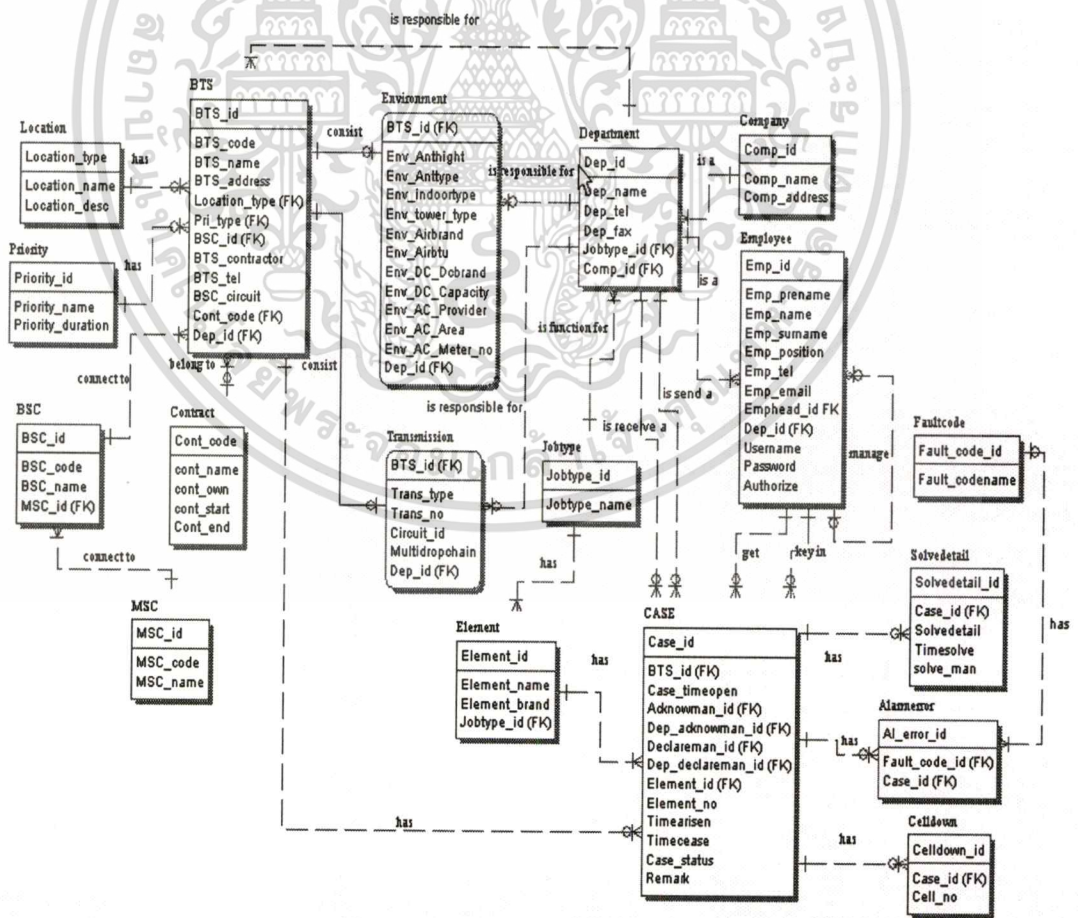 is responsible for
BTS
BTS_id
BTS_code
BTS_name
BTS_address
Location_type (FK)
Pri_type (FK)
BSC_id (FK)
BTS_contractor
BTS_tel
BSC_circuit
Cont_code (FK)
Dep_id (FK)
consist
Environment
BTS_id (FK)
Env_Anthight
Env_Anttype
Env_indoortype
Env_tower_type
Env_Airbrand
Env_Airbtu
Env_DC_Dobrand
Env_DC_Capacity
Env_AC_Provider
Env_AC_Area
Env_AC_Meter_no
Dep_id (FK)
is responsible for
Department
Dep_id
Dep_name
Dep_tel
Dep_fax
Jobtype_id (FK)
Comp_id (FK)
is a
Company
Comp_id
Comp_name
Comp_address
Location
Location_type
Location_name
Location_desc
has
Priority
Priority_id
Priority_name
Priority_duration
has
Employee
Emp_id
Emp_prename
Emp_name
Emp_surname
Emp_position
Emp_tel
Emp_email
Emphead_id FK
Dep_id (FK)
Username
Password
Authorize
is a
manage
is function for
is send a
is receive a
is responsible for
connect to
belong to
consist
BSC
BSC_id
BSC_code
BSC_name
MSC_id (FK)
connect to
Contract
Cont_code
cont_name
cont_own
cont_start
Cont_end
Transmission
BTS_id (FK)
Trans_type
Trans_no
Circuit_id
Multidropchain
Dep_id (FK)
Jobtype
Jobtype_id
Jobtype_name
has
get
key in
Faultcode
Fault_code_id
Fault_codename
has
MSC
MSC_id
MSC_code
MSC_name
Element
Element_id
Element_name
Element_brand
Jobtype_id (FK)
has
has
CASE
Case_id
BTS_id (FK)
Case_timeopen
Acknowman_id (FK)
Dep_acknowman_id (FK)
Declareman_id (FK)
Dep_declareman_id (FK)
Element_id (FK)
Element_no
Timearisen
Timecease
Case_status
Remark
has
Solvedetail
Solvedetail_id
Case_id (FK)
Solvedetail
Timesolve
solve_man
has
Alarmerror
Al_error_id
Fault_code_id (FK)
Case_id (FK)
has
Celldown
Celldown_id
Case_id (FK)
Cell_no